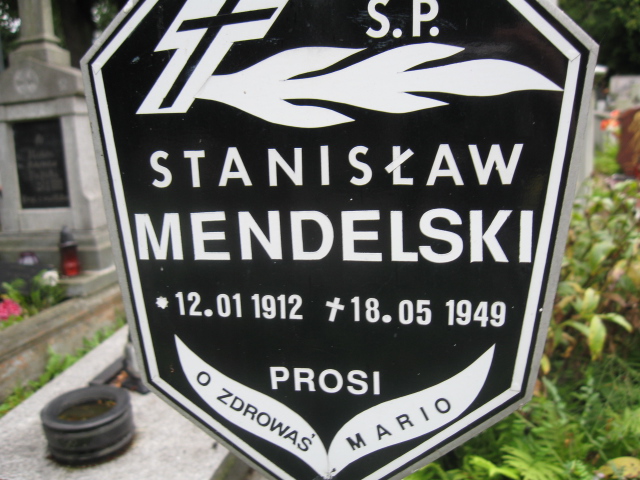 Ś.P.
STANISŁAW
MENDELSKI
* 12.01 1912 ✝ 18.05 1949
PROSI
O ZDROWAŚ MARIO